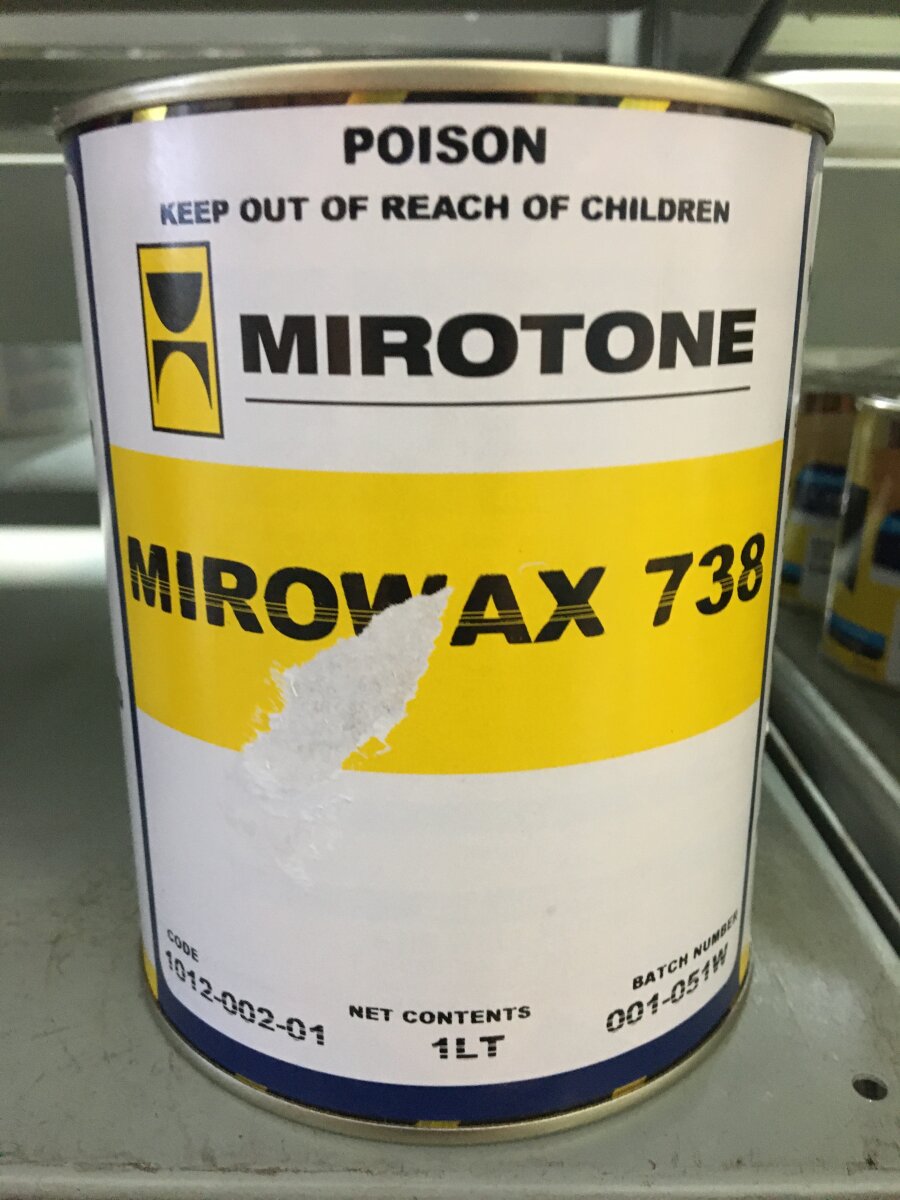 POISON
KEEP OUT OF REACH OF CHILDREN
MIROTONE
MIROWAX 738
CODE
1012-002-01
NET CONTENTS
1LT
BATCH NUMBER
001-051W